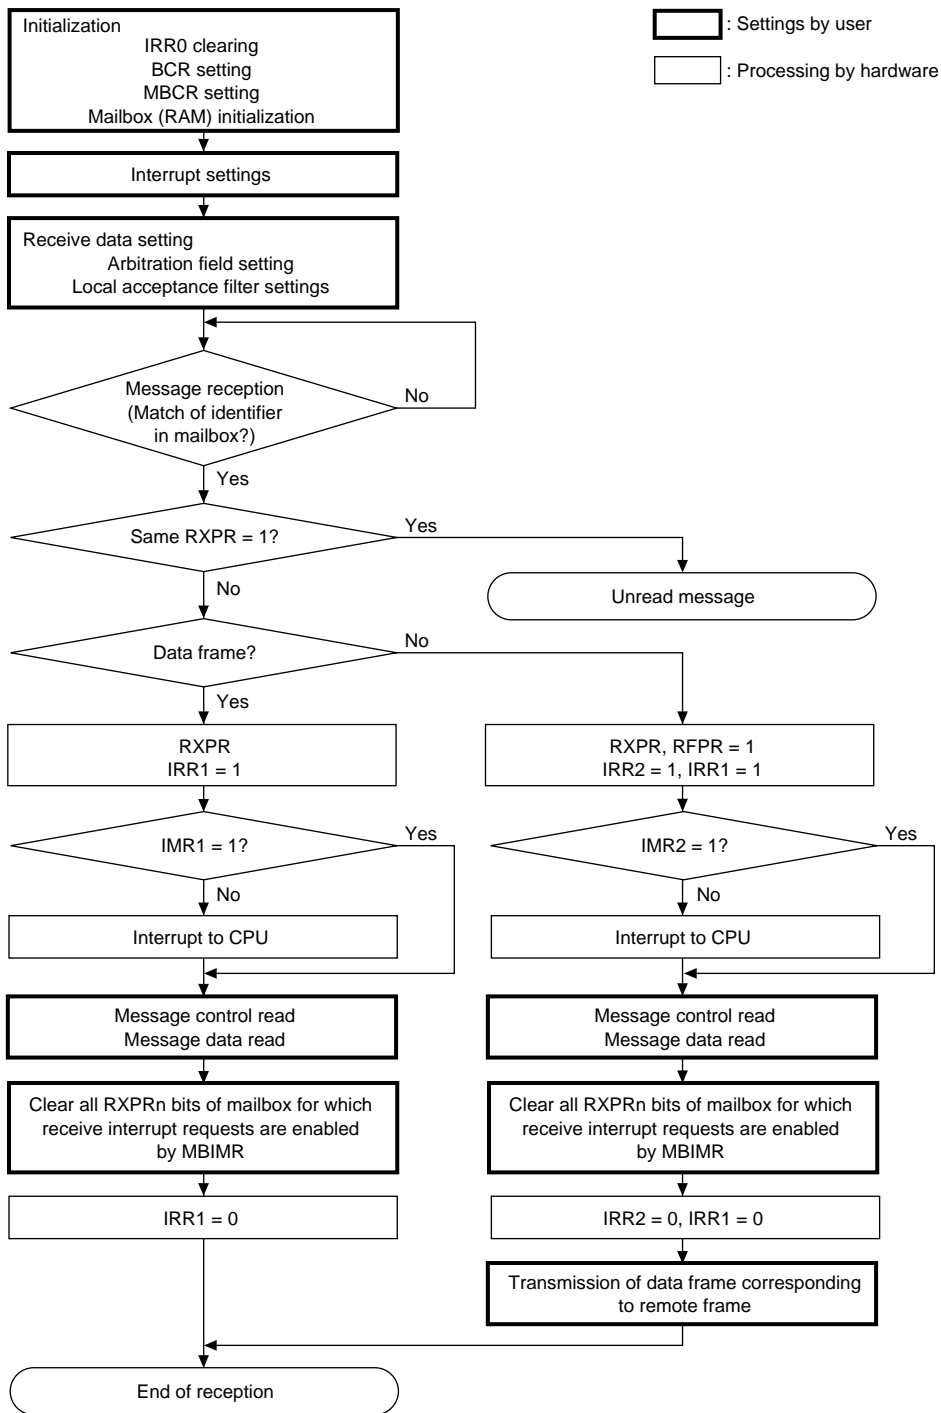 Initialization
IRR0 clearing
BCR setting
MBCR setting
Mailbox (RAM) initialization
: Settings by user
: Processing by hardware
Interrupt settings
Receive data setting
Arbitration field setting
Local acceptance filter settings
Message reception
(Match of identifier
in mailbox?)
No
Yes
Same RXPR = 1?
Yes
No
Unread message
Data frame?
No
Yes
RXPR
IRR1 = 1
RXPR, RFPR = 1
IRR2 = 1, IRR1 = 1
IMR1 = 1?
Yes
No
IMR2 = 1?
Yes
No
Interrupt to CPU
Interrupt to CPU
Message control read
Message data read
Message control read
Message data read
Clear all RXPRn bits of mailbox for which
receive interrupt requests are enabled
by MBIMR
Clear all RXPRn bits of mailbox for which
receive interrupt requests are enabled
by MBIMR
IRR1 = 0
IRR2 = 0, IRR1 = 0
Transmission of data frame corresponding
to remote frame
End of reception